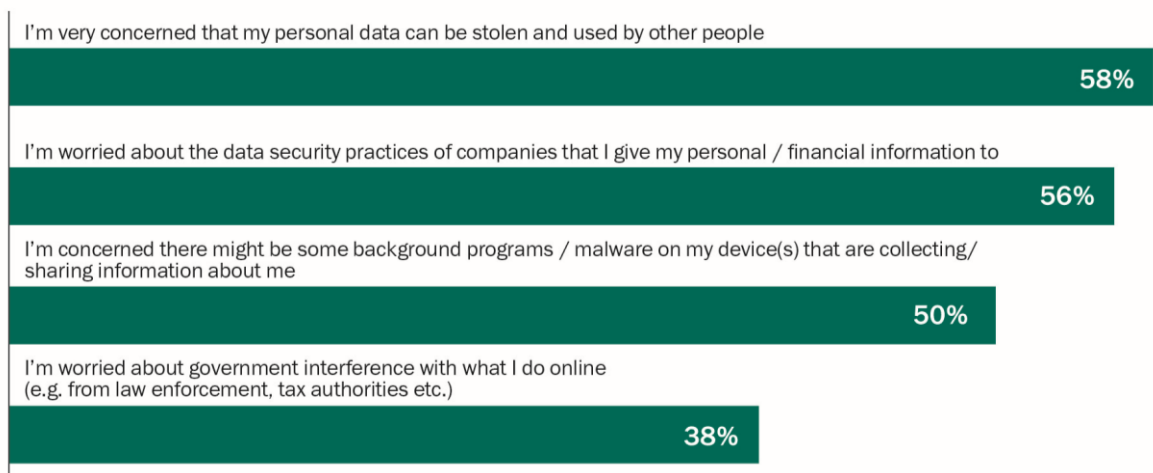 I'm very concerned that my personal data can be stolen and used by other people
58%
I'm worried about the data security practices of companies that I give my personal / financial information to
56%
I'm concerned there might be some background programs / malware on my device(s) that are collecting/
sharing information about me
50%
I'm worried about government interference with what I do online
(e.g. from law enforcement, tax authorities etc.)
38%